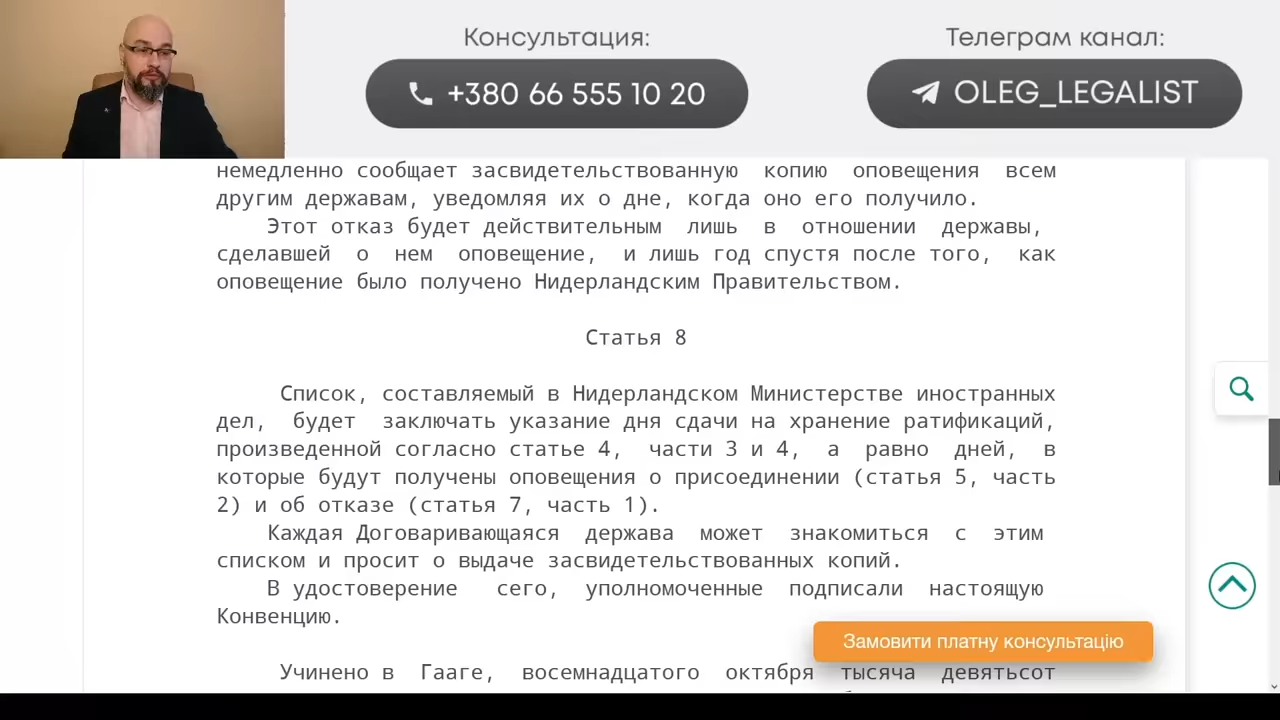 Консультация:
+380 66 555 10 20
Телеграм канал:
OLEG_LEGALIST
немедленно сообщает засвидетельствованную копию оповещения всем
другим державам, уведомляя их о дне, когда оно его получило.
Этот отказ будет действительным лишь в отношении державы,
сделавшей о нем оповещение, и лишь год спустя после того, как
оповещение было получено Нидерландским Правительством.
Статья 8
Список, составляемый в Нидерландском Министерстве иностранных
дел, будет заключать указание дня сдачи на хранение ратификаций,
произведенной согласно статье 4, части 3 и 4, а равно дней, в
которые будут получены оповещения о присоединении (статья 5, часть
2) и об отказе (статья 7, часть 1).
Каждая Договаривающаяся держава может знакомиться с этим
списком и просит о выдаче засвидетельствованных копий.
В удостоверение сего, уполномоченные подписали настоящую
Конвенцию.
Замовити платну консультацію
Учинено в Гааге, восемнадцатого октября тысяча девятьсот